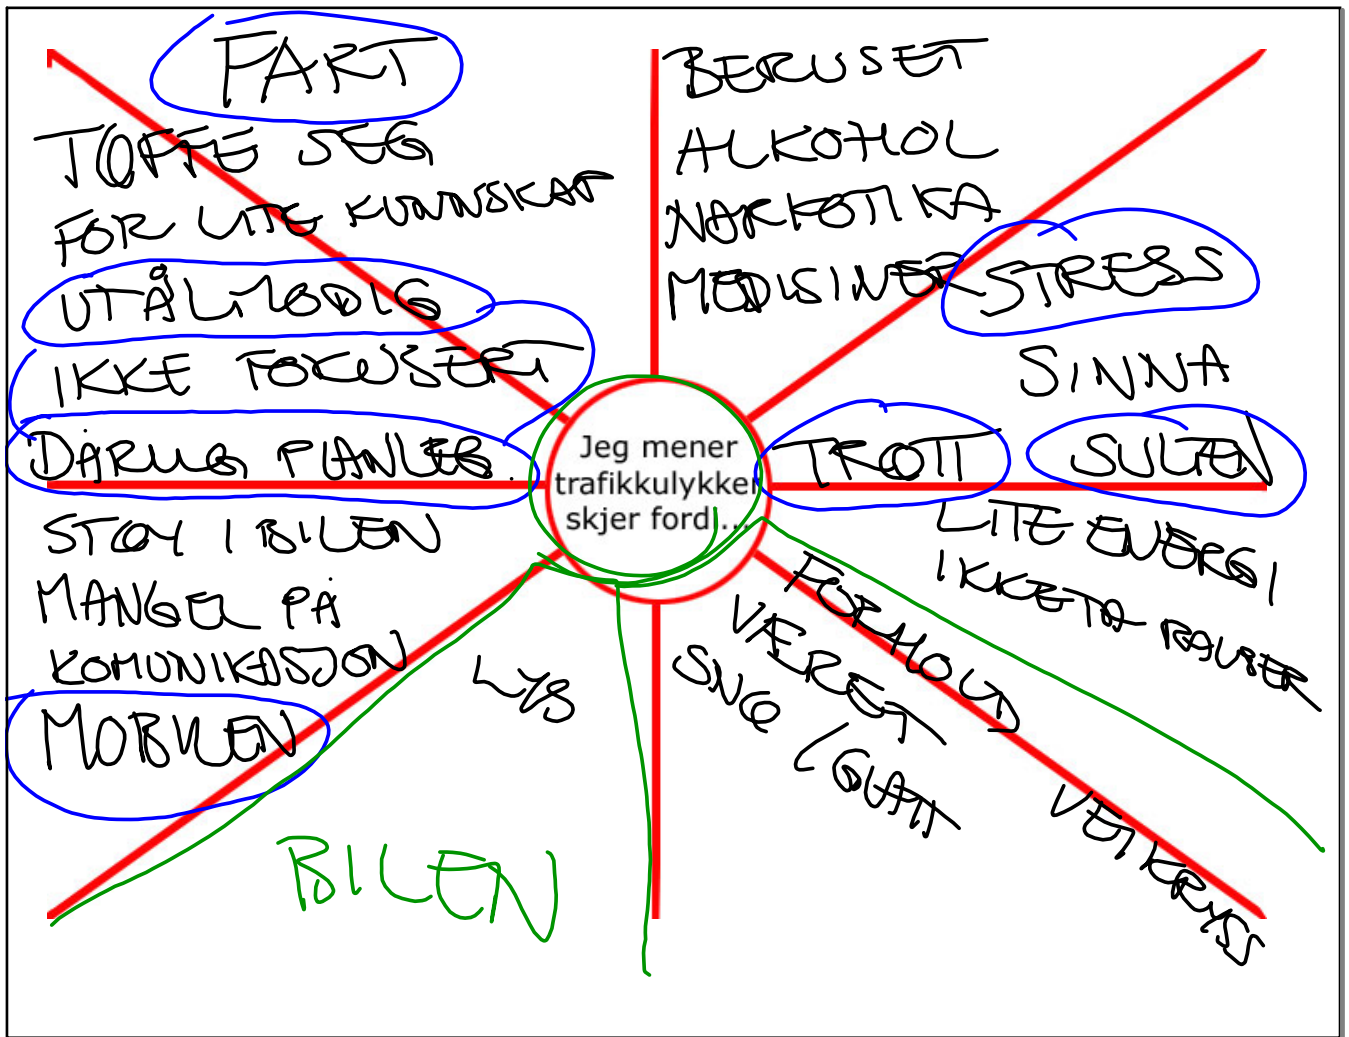 FART
TØFFE SEG
FOR LITE KUNNSKAP
UTÅLMODIG
IKKE FOKUSERT
DÅRLIG PLANLEG.
STØY I BILEN
MANGEL PÅ
KOMUNIKASJON
MOBILEN
BERUSET
ALKOHOL
NARKOTIKA
MEDISINER
STRESS
SINNA
TRØTT
SULTEN
LITE ENERGI
IKKE TA PAUSER
Jeg mener
trafikkulykker
skjer fordi...
FORHOLD
VÆRET
SNØ / GLATT
VEIKRYSS
LYS
BILEN